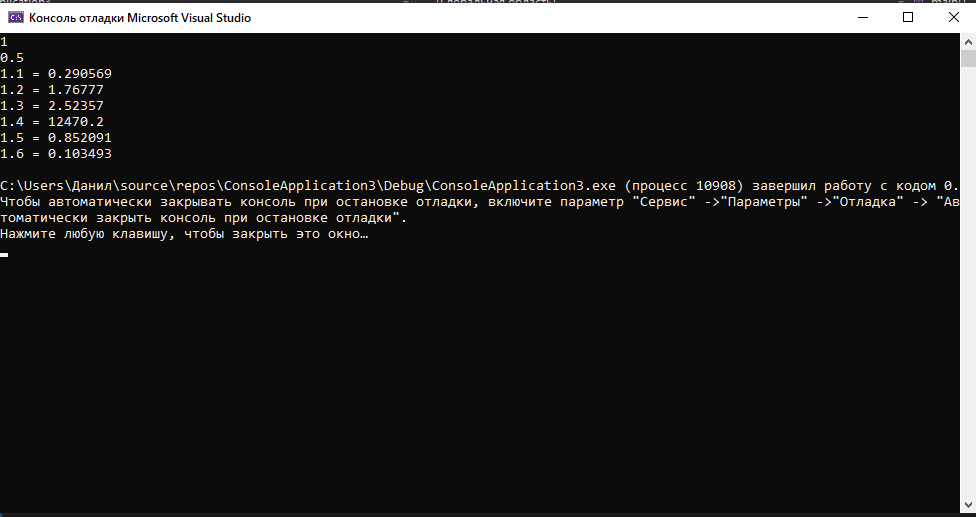 Консоль отладки Microsoft Visual Studio
1
0.5
1.1 = 0.290569
1.2 = 1.76777
1.3 = 2.52357
1.4 = 12470.2
1.5 = 0.852091
1.6 = 0.103493
C:\Users\Данил\source\repos\ConsoleApplication3\Debug\ConsoleApplication3.exe (процесс 10908) завершил работу с кодом 0.
Чтобы автоматически закрывать консоль при остановке отладки, включите параметр "Сервис" ->"Параметры" ->"Отладка" -> "Ав
томатически закрыть консоль при остановке отладки".
Нажмите любую клавишу, чтобы закрыть это окно…